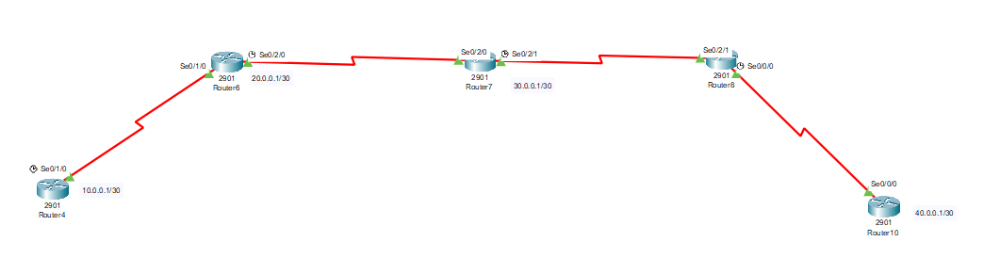 Se0/1/0
Se0/2/0
2901
Router6
20.0.0.1/30
Se0/2/0
Se0/2/1
2901
Router7
30.0.0.1/30
Se0/2/1
Se0/0/0
2901
Router8
Se0/1/0
10.0.0.1/30
2901
Router4
Se0/0/0
40.0.0.1/30
2901
Router10